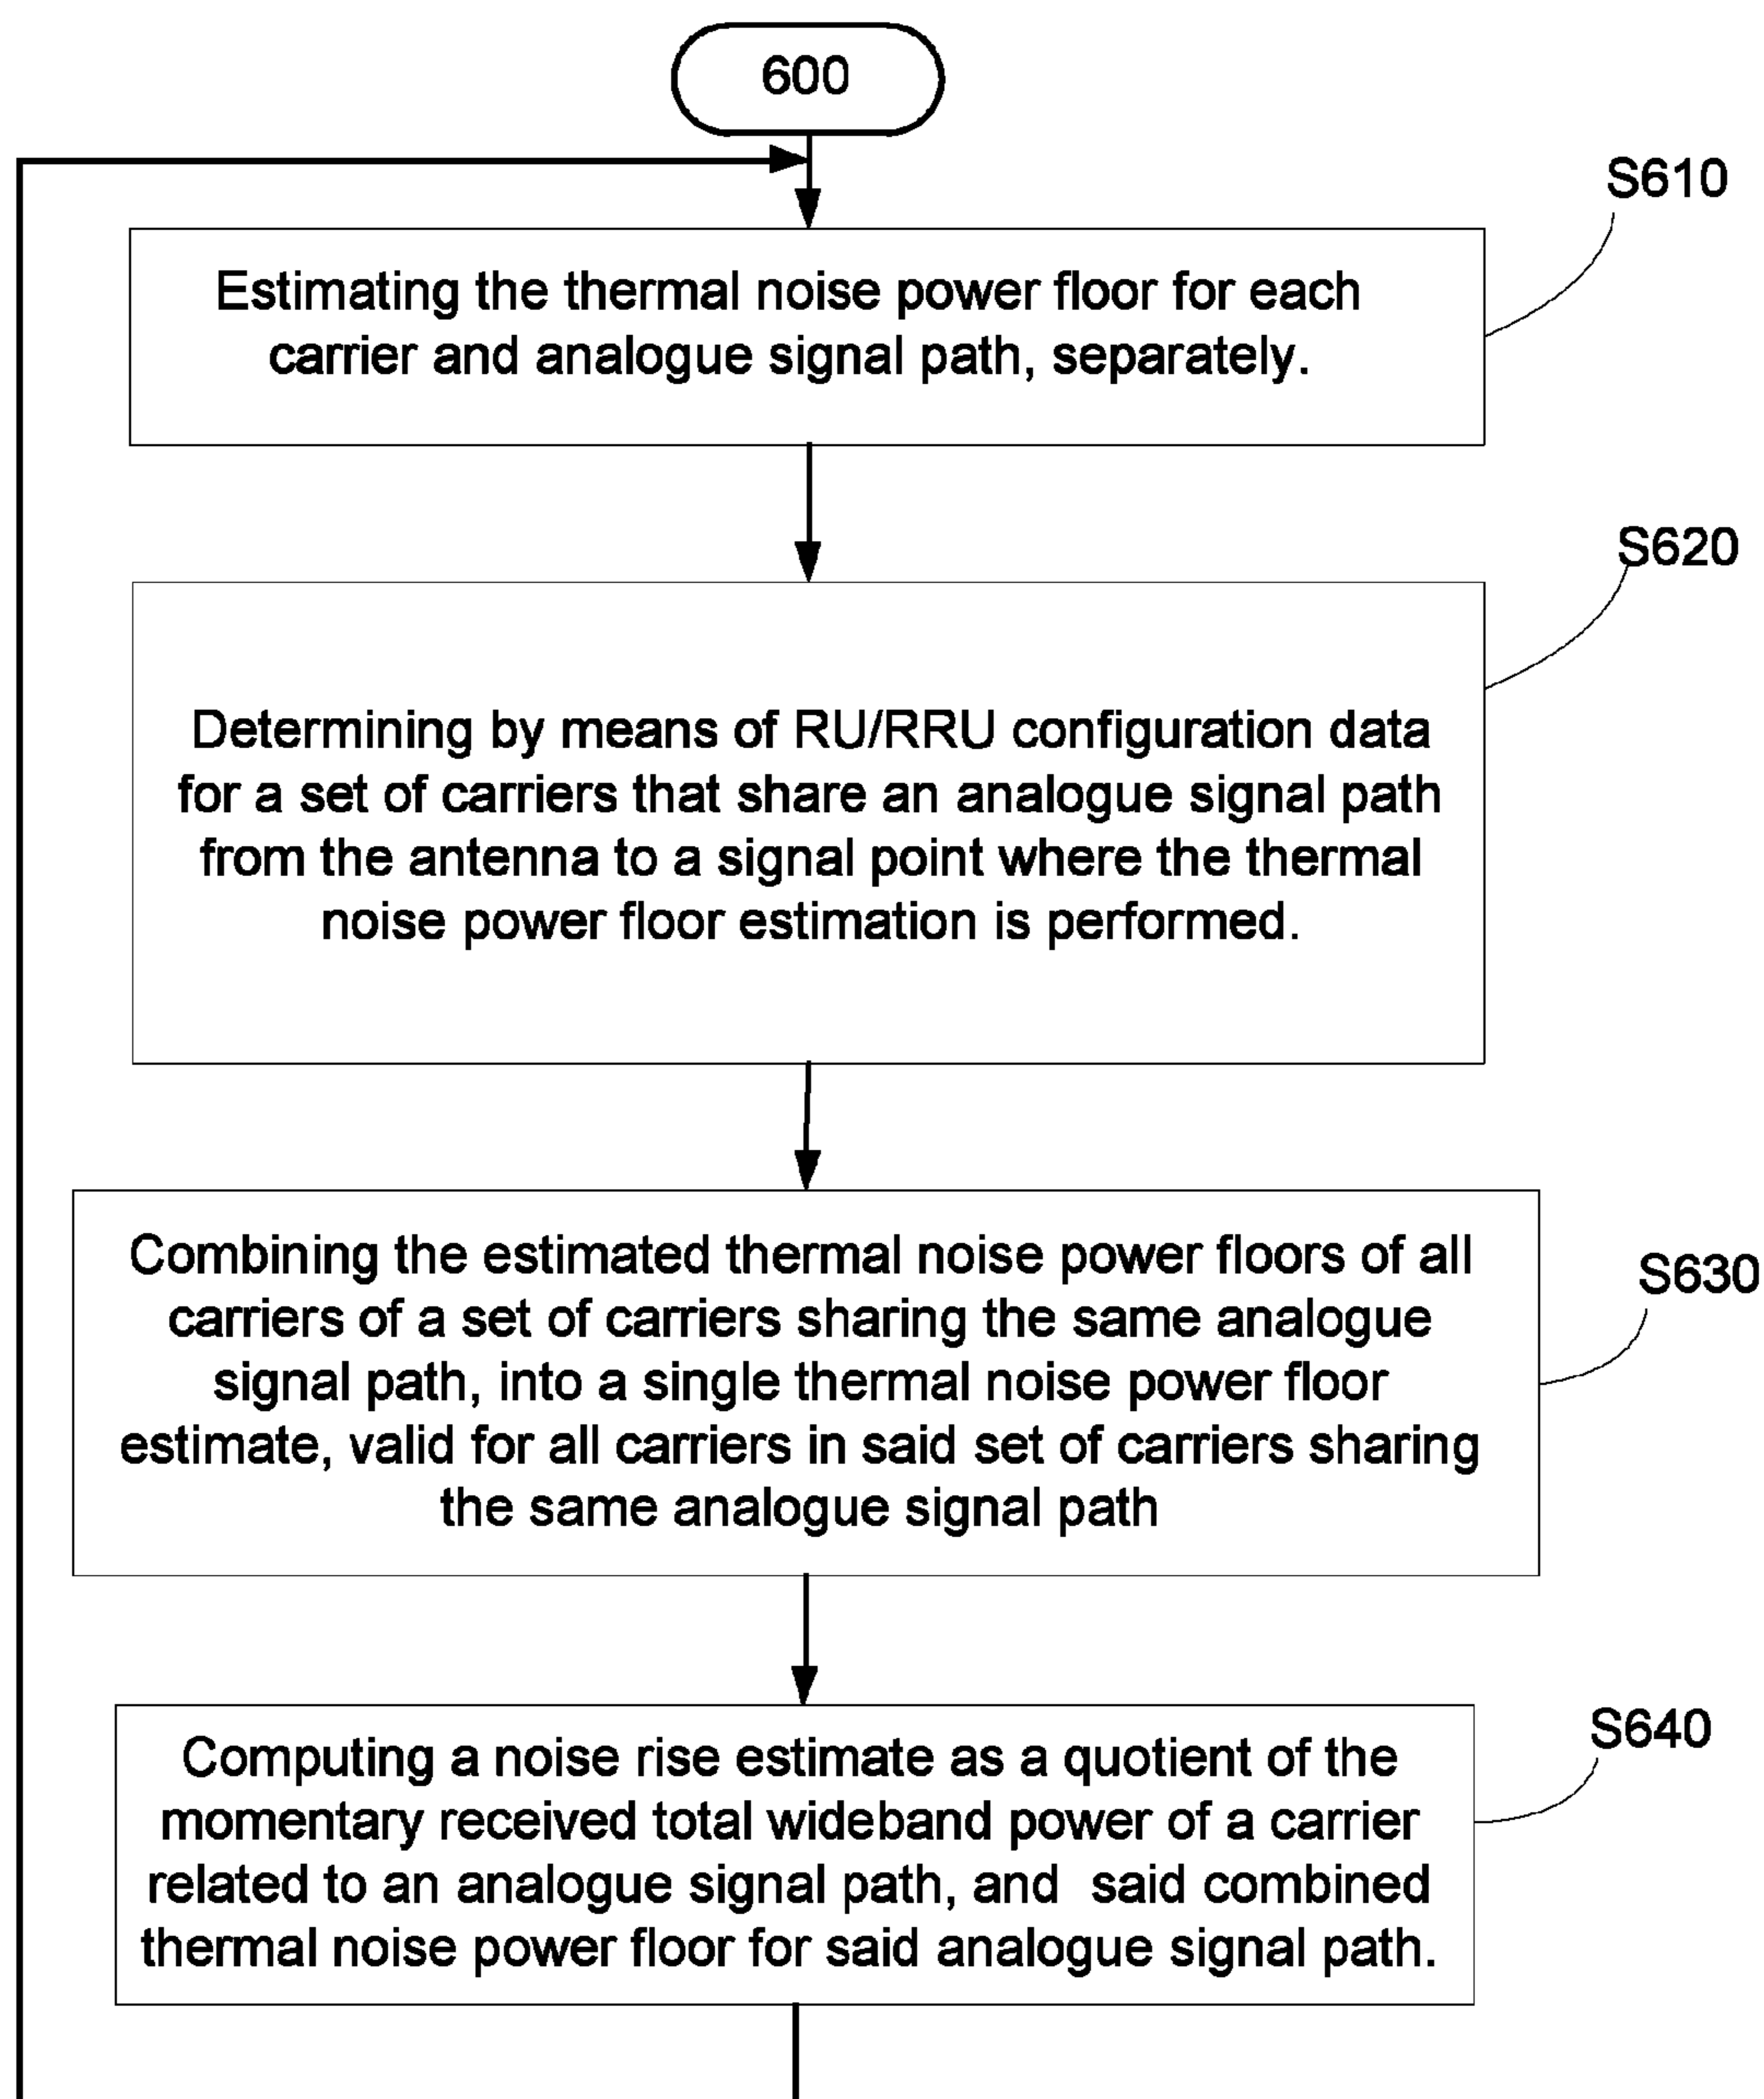 600
S610
Estimating the thermal noise power floor for each
carrier and analogue signal path, separately.
S620
Determining by means of RU/RRU configuration data
for a set of carriers that share an analogue signal path
from the antenna to a signal point where the thermal
noise power floor estimation is performed.
Combining the estimated thermal noise power floors of all
S630
carriers of a set of carriers sharing the same analogue
signal path, into a single thermal noise power floor
estimate, valid for all carriers in said set of carriers sharing
the same analogue signal path
S640
Computing a noise rise estimate as a quotient of the
momentary received total wideband power of a carrier
related to an analogue signal path, and said combined
thermal noise power floor for said analogue signal path.